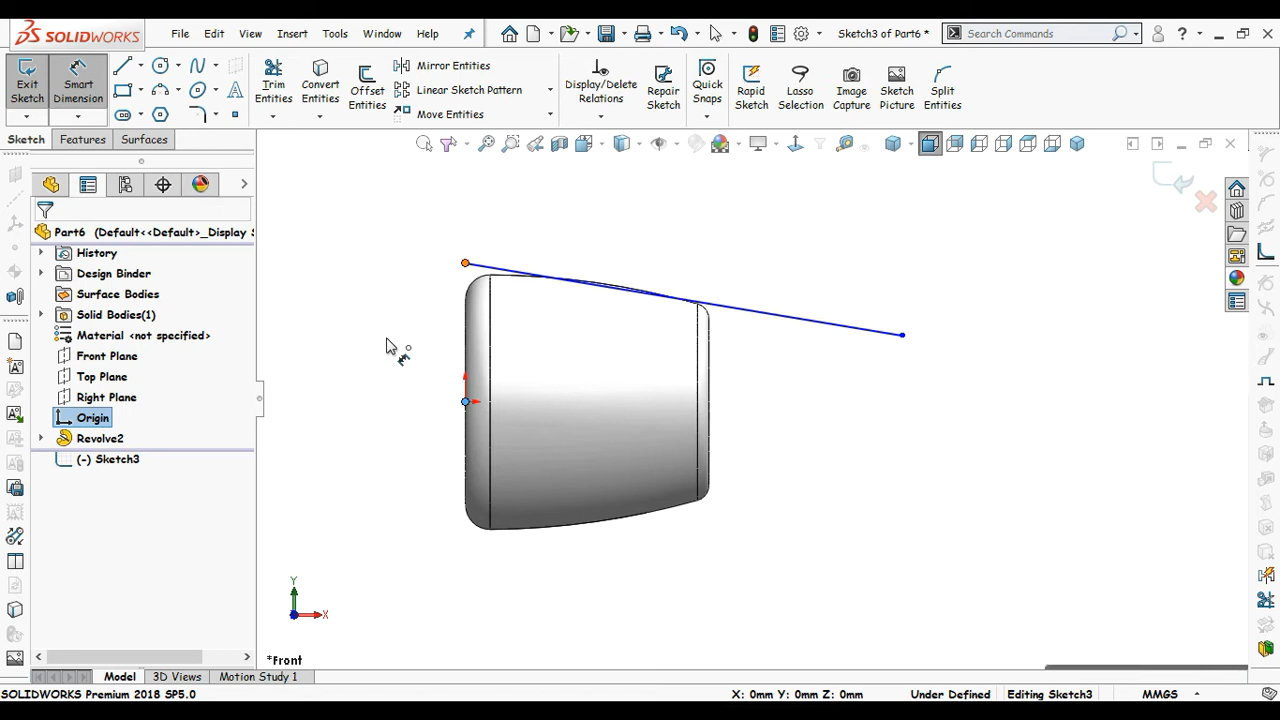 SOLIDWORKS File Edit View Insert Tools Window Help Sketch3 of Part6 * Search Commands ?
Exit Sketch
Smart Dimension
Trim Entities
Convert Entities
Offset Entities
Mirror Entities
Linear Sketch Pattern
Move Entities
Display/Delete Relations
Repair Sketch
Quick Snaps
Rapid Sketch
Lasso Selection
Image Capture
Sketch Picture
Split Entities
Sketch Features Surfaces
Part6 (Default<<Default>_Display S
History
Design Binder
Surface Bodies
Solid Bodies(1)
Material <not specified>
Front Plane
Top Plane
Right Plane
Origin
Revolve2
(-) Sketch3
Y
X
*Front
Model 3D Views Motion Study 1
SOLIDWORKS Premium 2018 SP5.0 X: 0mm Y: 0mm Z: 0mm Under Defined Editing Sketch3 MMGS